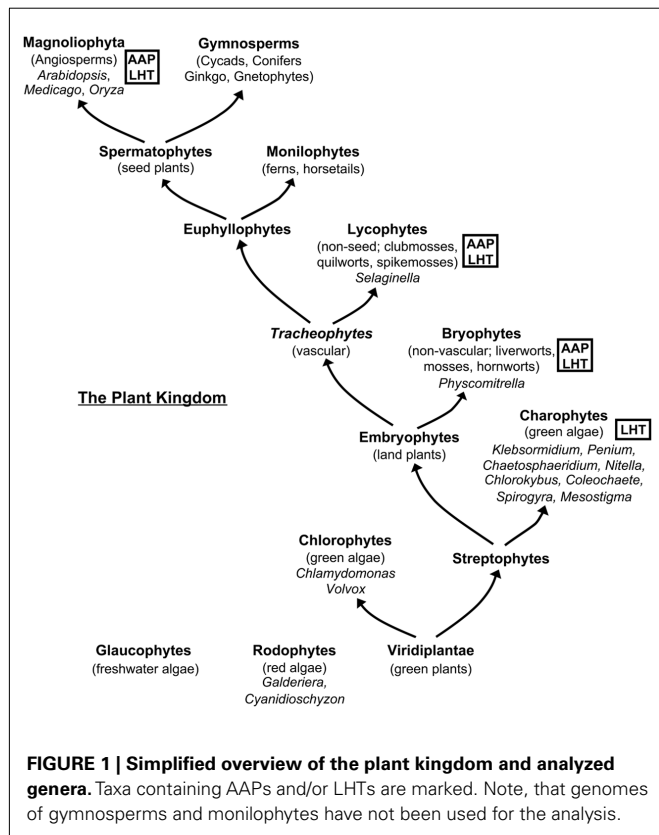 Magnoliophyta
(Angiosperms)
Arabidopsis,
Medicago, Oryza
AAP
LHT
Gymnosperms
(Cycads, Conifers
Ginkgo, Gnetophytes)
Spermatophytes
(seed plants)
Monilophytes
(ferns, horsetails)
Euphyllophytes
Lycophytes
(non-seed; clubmosses,
quilworts, spikemosses)
Selaginella
AAP
LHT
Tracheophytes
(vascular)
Bryophytes
(non-vascular; liverworts,
mosses, hornworts)
Physcomitrella
AAP
LHT
The Plant Kingdom
Embryophytes
(land plants)
Charophytes
(green algae)
LHT
Klebsormidium, Penium,
Chaetosphaeridium, Nitella,
Chlorokybus, Coleochaete,
Spirogyra, Mesostigma
Chlorophytes
(green algae)
Chlamydomonas
Volvox
Streptophytes
Glaucophytes
(freshwater algae)
Rodophytes
(red algae)
Galderiera,
Cyanidioschyzon
Viridiplantae
(green plants)
FIGURE 1 | Simplified overview of the plant kingdom and analyzed
genera. Taxa containing AAPs and/or LHTs are marked. Note, that genomes
of gymnosperms and monilophytes have not been used for the analysis.